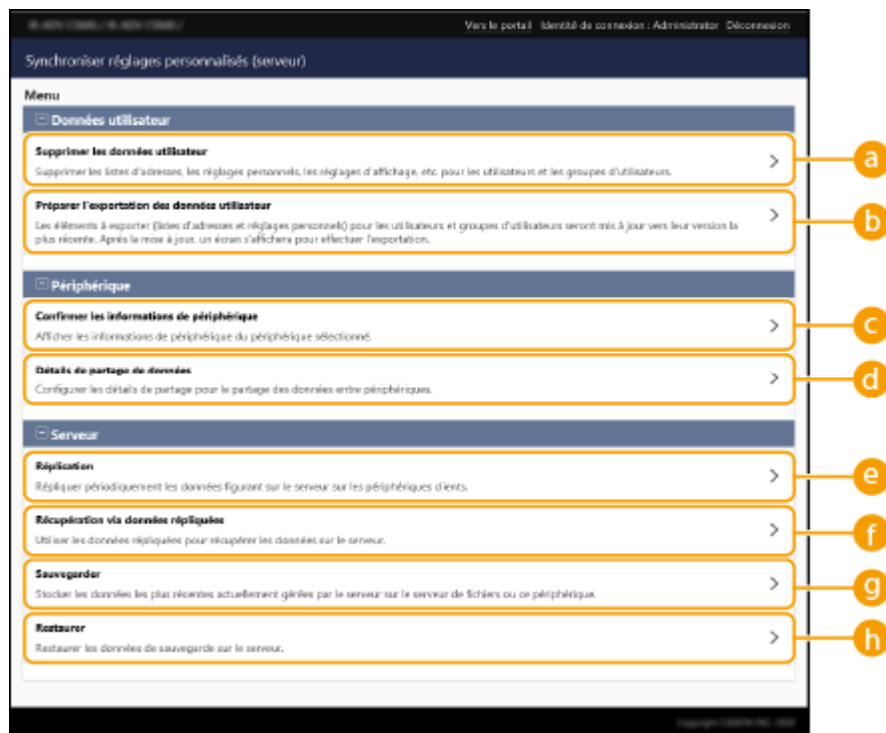 Vers le portail Identité de connexion : Administrator Déconnexion
Synchroniser réglages personnalisés (serveur)
Menu
Données utilisateur
Supprimer les données utilisateur
Supprimer les listes d'adresses, les réglages personnels, les réglages d'affichage, etc. pour les utilisateurs et les groupes d'utilisateurs.
a
Préparer l'exportation des données utilisateur
Les éléments à exporter (listes d'adresses et réglages personnels) pour les utilisateurs et groupes d'utilisateurs seront mis à jour vers leur version la
plus récente. Après la mise à jour, un écran s'affichera pour effectuer l'exportation.
b
Périphérique
Confirmer les informations de périphérique
Afficher les informations de périphérique du périphérique sélectionné.
c
Détails de partage de données
Configurer les détails de partage pour le partage des données entre périphériques.
d
Serveur
Réplication
Répliquer périodiquement les données figurant sur le serveur sur les périphériques clients.
e
Récupération via données répliquées
Utiliser les données répliquées pour récupérer les données sur le serveur.
f
Sauvegarder
Stocker les données les plus récentes actuellement gérées par le serveur sur le serveur de fichiers ou ce périphérique.
g
Restaurer
Restaurer les données de sauvegarde sur le serveur.
h